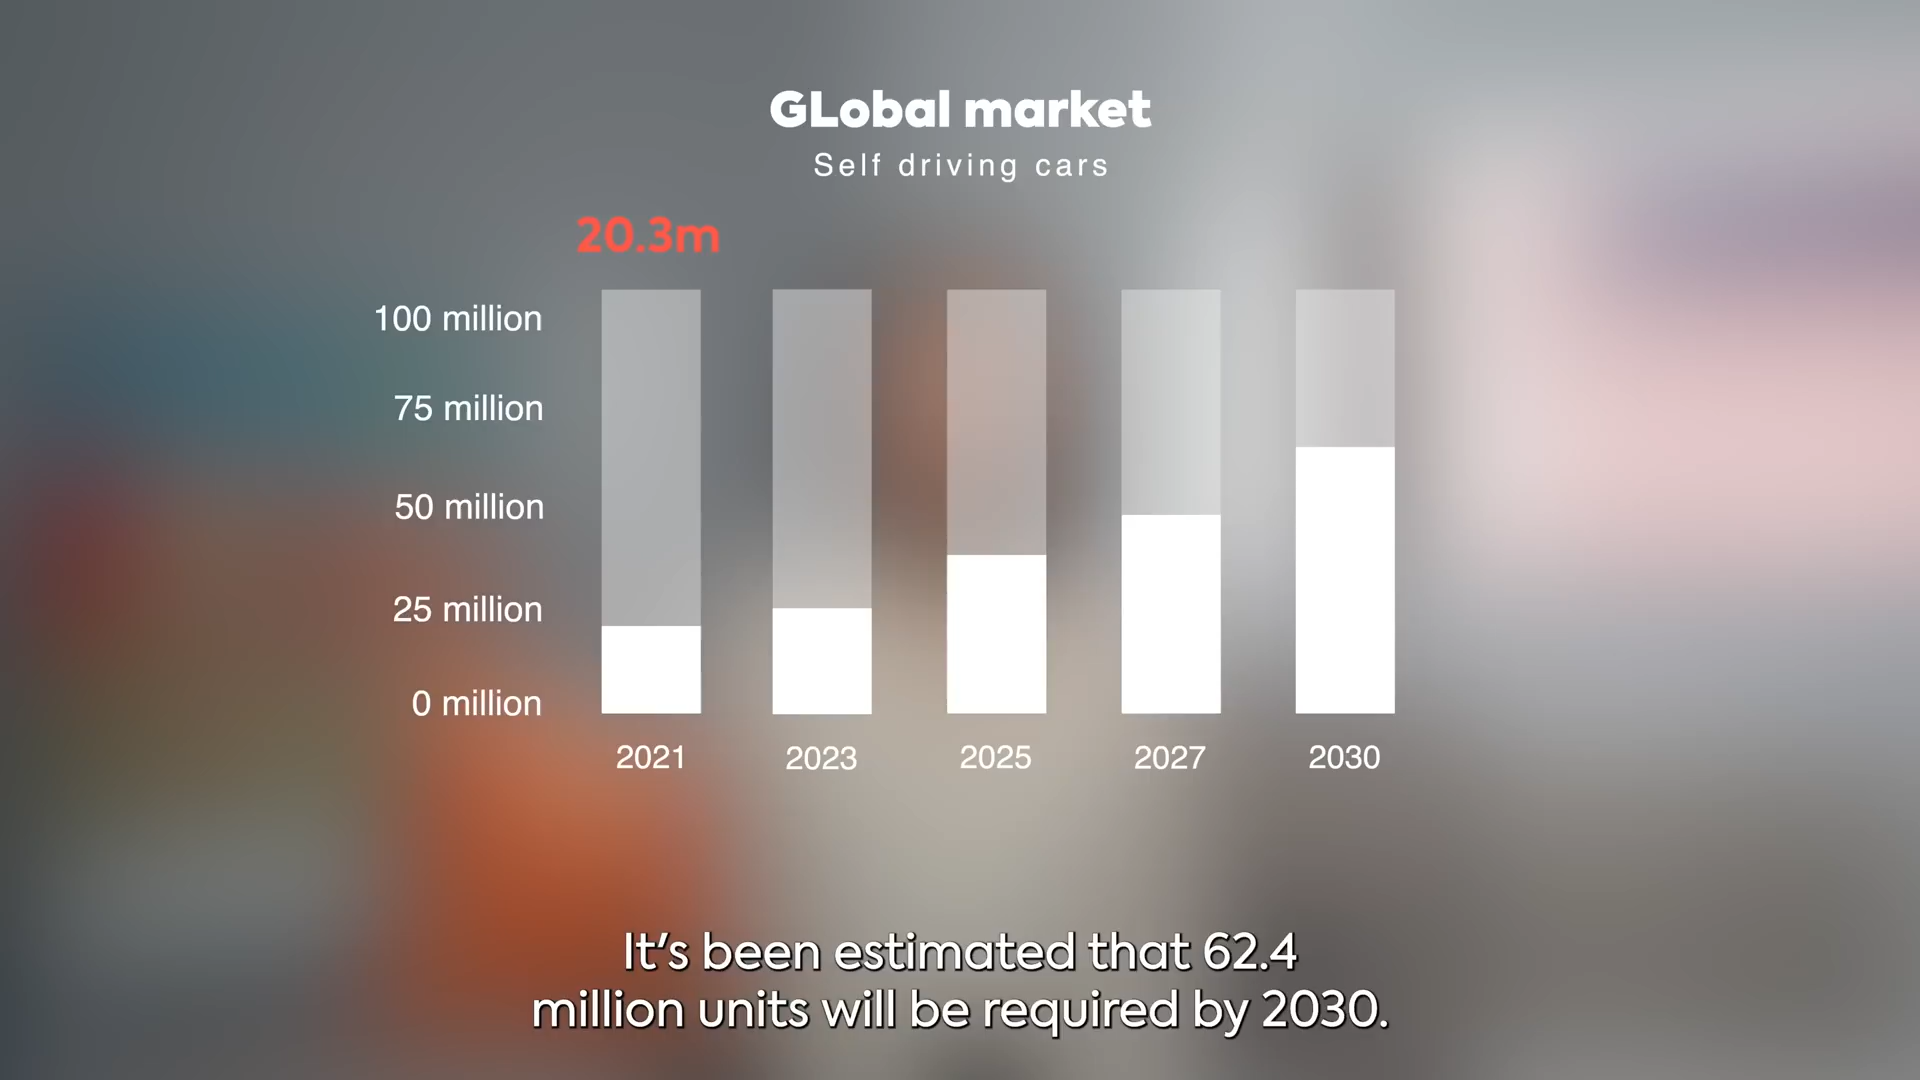 GLobal market
Self driving cars
20.3m
100 million
75 million
50 million
25 million
0 million
2021 2023 2025 2027 2030
It's been estimated that 62.4
million units will be required by 2030.